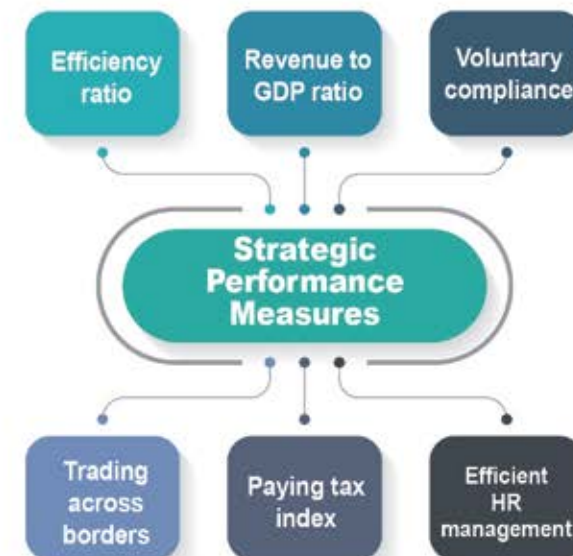 Efficiency
ratio
Revenue to
GDP ratio
Voluntary
compliance
Strategic
Performance
Measures
Trading
across
borders
Paying tax
index
Efficient
HR
management